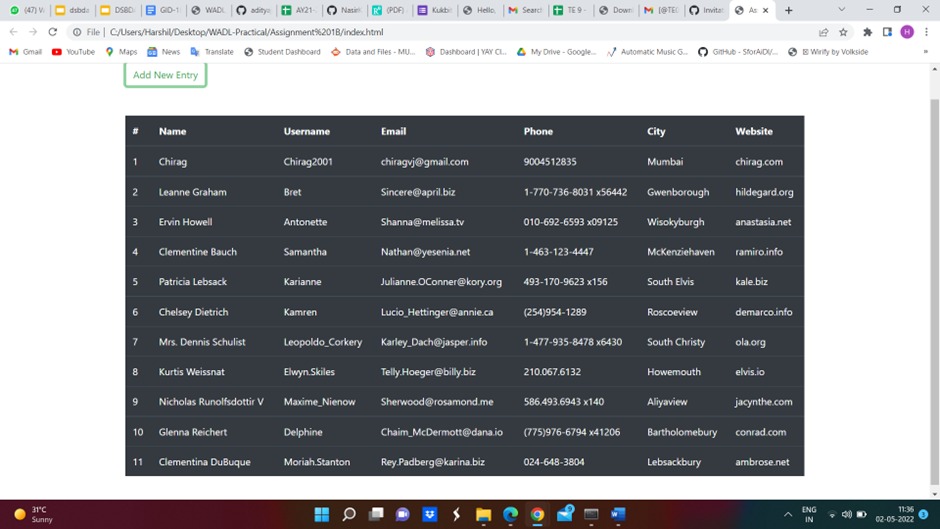 (47) V
dsbda
DSBDA
GID-18
WADL
aditya
AY21-
Nasiri
(PDF)
Kukbit
Hello,
Search
TE 9 -
Down
[@TEC
Invitat
As
File | C:/Users/Harshil/Desktop/WADL-Practical/Assignment%201B/index.html
H
Gmail YouTube Maps News Translate Student Dashboard Data and Files - MU... Dashboard | YAY Cl... My Drive - Google... Automatic Music G... GitHub - SforAiDl/... Wirify by Volkside »
Add New Entry
# Name Username Email Phone City Website
1 Chirag Chirag2001 chiragvj@gmail.com 9004512835 Mumbai chirag.com
2 Leanne Graham Bret Sincere@april.biz 1-770-736-8031 x56442 Gwenborough hildegard.org
3 Ervin Howell Antonette Shanna@melissa.tv 010-692-6593 x09125 Wisokyburgh anastasia.net
4 Clementine Bauch Samantha Nathan@yesenia.net 1-463-123-4447 McKenziehaven ramiro.info
5 Patricia Lebsack Karianne Julianne.OConner@kory.org 493-170-9623 x156 South Elvis kale.biz
6 Chelsey Dietrich Kamren Lucio_Hettinger@annie.ca (254)954-1289 Roscoeview demarco.info
7 Mrs. Dennis Schulist Leopoldo_Corkery Karley_Dach@jasper.info 1-477-935-8478 x6430 South Christy ola.org
8 Kurtis Weissnat Elwyn.Skiles Telly.Hoeger@billy.biz 210.067.6132 Howemouth elvis.io
9 Nicholas Runolfsdottir V Maxime_Nienow Sherwood@rosamond.me 586.493.6943 x140 Aliyaview jacynthe.com
10 Glenna Reichert Delphine Chaim_McDermott@dana.io (775)976-6794 x41206 Bartholomebury conrad.com
11 Clementina DuBuque Moriah.Stanton Rey.Padberg@karina.biz 024-648-3804 Lebsackbury ambrose.net
31°C
Sunny
ENG
IN
11:36
02-05-2022